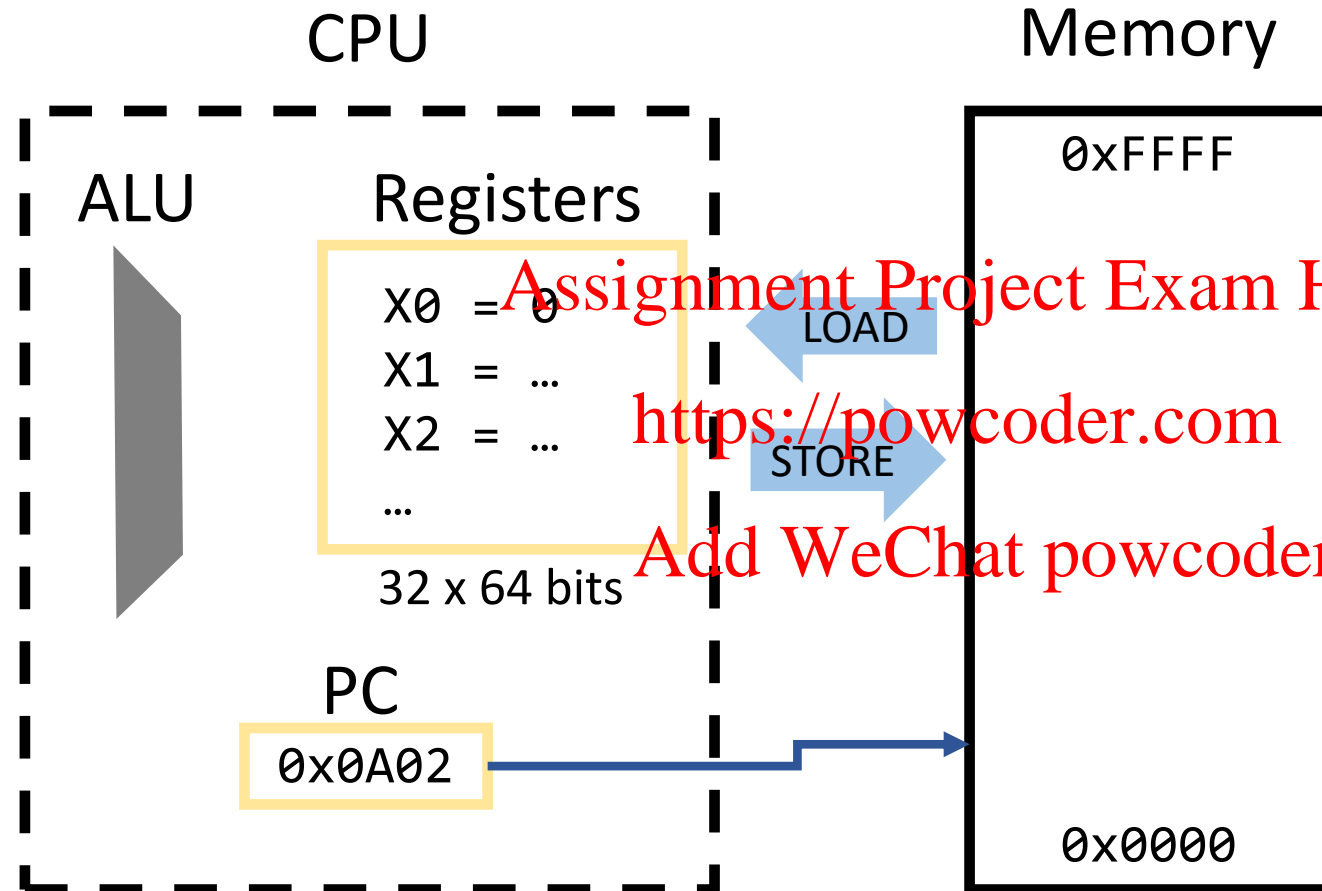 CPU
Memory
0xFFFF
ALU
Registers
Assignment Project Exam H
X0 = 0
LOAD
X1 = …
https://powcoder.com
X2 = …
STORE
…
Add WeChat powcoder
32 x 64 bits
PC
0x0A02
0x0000